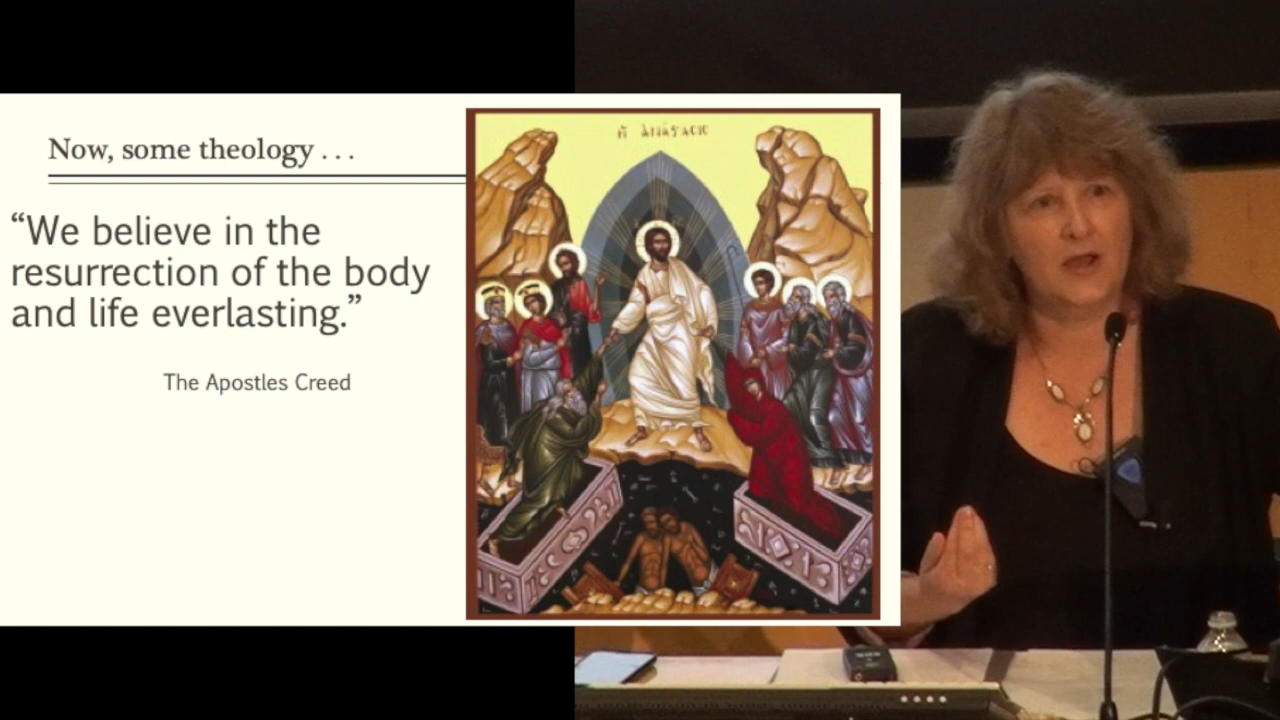 Now, some theology . . .
“We believe in the
resurrection of the body
and life everlasting.”
The Apostles Creed